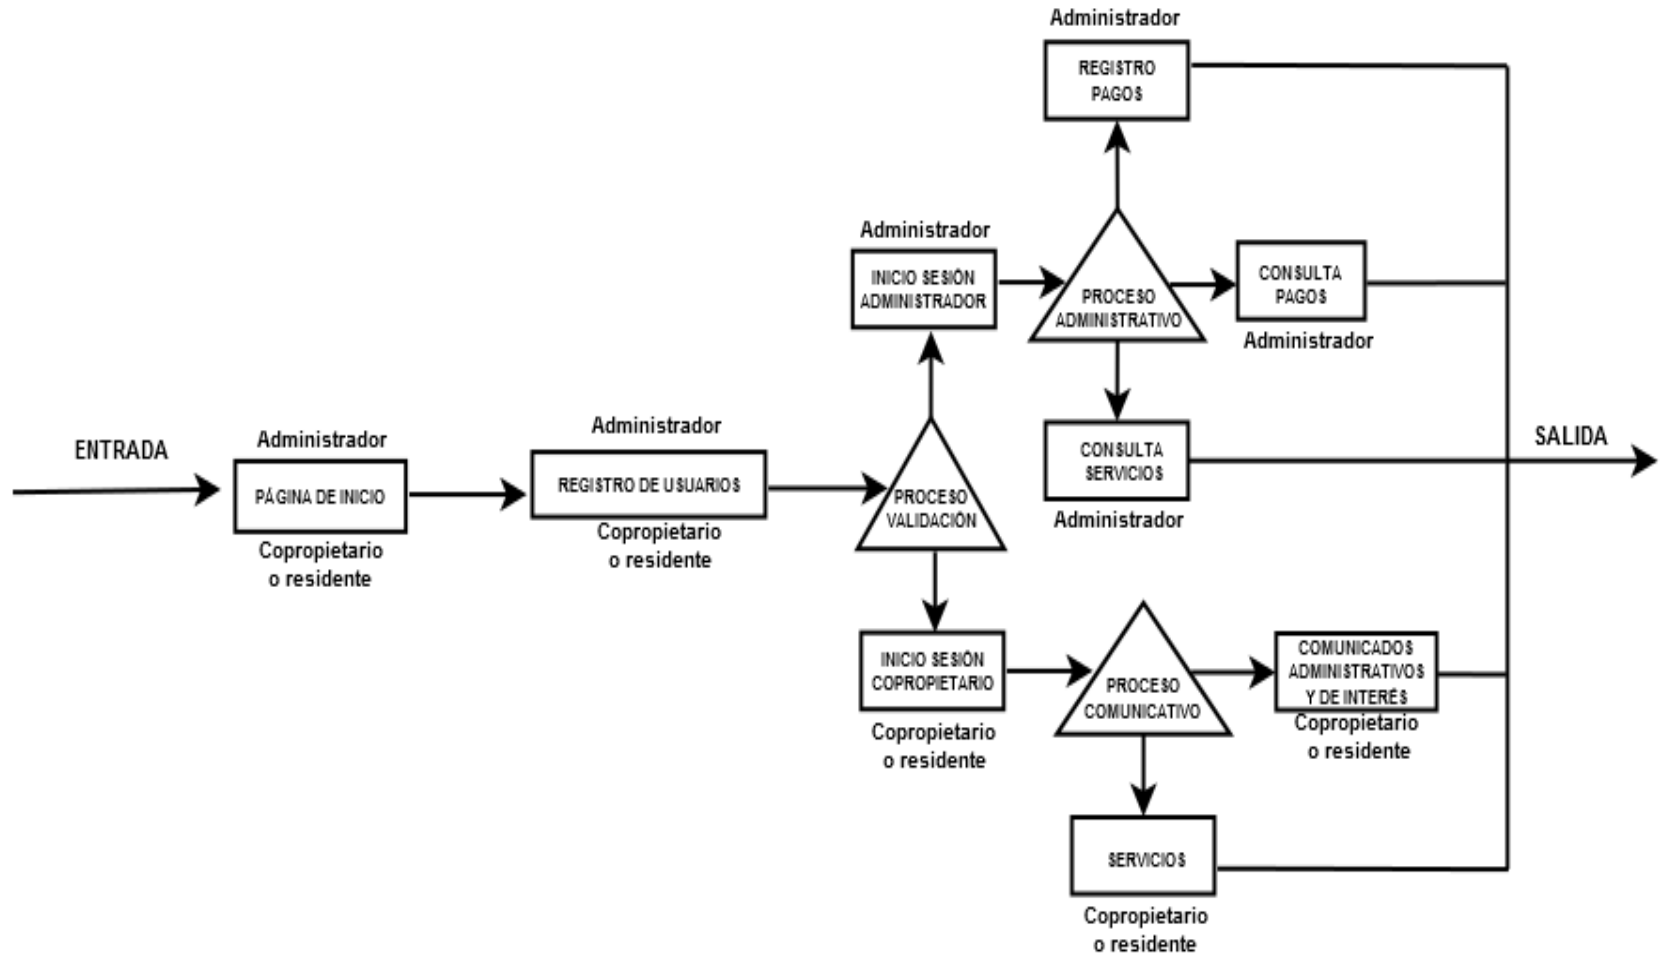 Administrador
REGISTRO
PAGOS
Administrador
INICIO SESIÓN
ADMINISTRADOR
PROCESO
ADMINISTRATIVO
CONSULTA
PAGOS
Administrador
ENTRADA
Administrador
PÁGINA DE INICIO
Copropietario
o residente
Administrador
REGISTRO DE USUARIOS
Copropietario
o residente
PROCESO
VALIDACIÓN
CONSULTA
SERVICIOS
Administrador
SALIDA
INICIO SESIÓN
COPROPIETARIO
Copropietario
o residente
PROCESO
COMUNICATIVO
COMUNICADOS
ADMINISTRATIVOS
Y DE INTERÉS
Copropietario
o residente
SERVICIOS
Copropietario
o residente